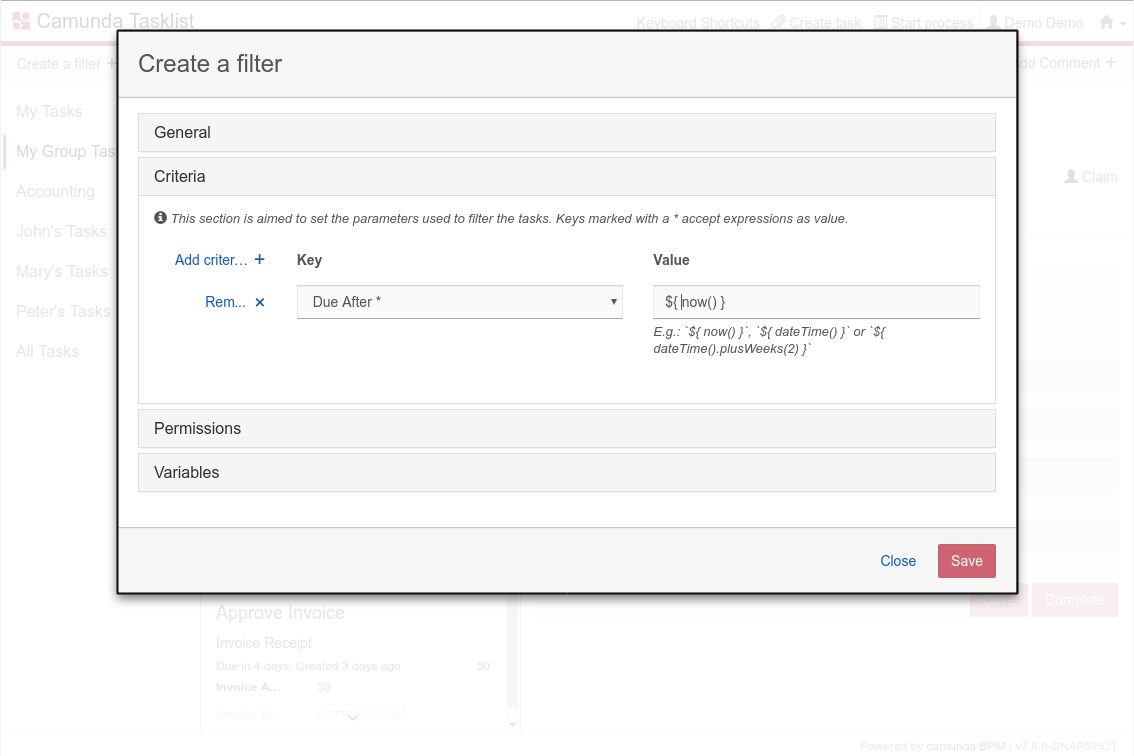 Camunda Tasklist
Keyboard Shortcuts Create task Start process Demo Demo
Create a filter +
dd Comment +
Create a filter
My Tasks
My Group Tas
Accounting
John's Tasks
Mary's Tasks
Peter's Tasks
All Tasks
Claim
General
Criteria
This section is aimed to set the parameters used to filter the tasks. Keys marked with a * accept expressions as value.
Add criter... + Key Value
Rem... × Due After * ${ now() }
E.g.: `${ now() }`, `${ dateTime() }` or `${
dateTime().plusWeeks(2) }`
Permissions
Variables
Close Save
Save Complete
Approve Invoice
Invoice Receipt
Due in 4 days, Created 3 days ago 50
Invoice A... 30
Invoice N...
Powered by camunda BPM / v7.6.0-SNAPSHOT